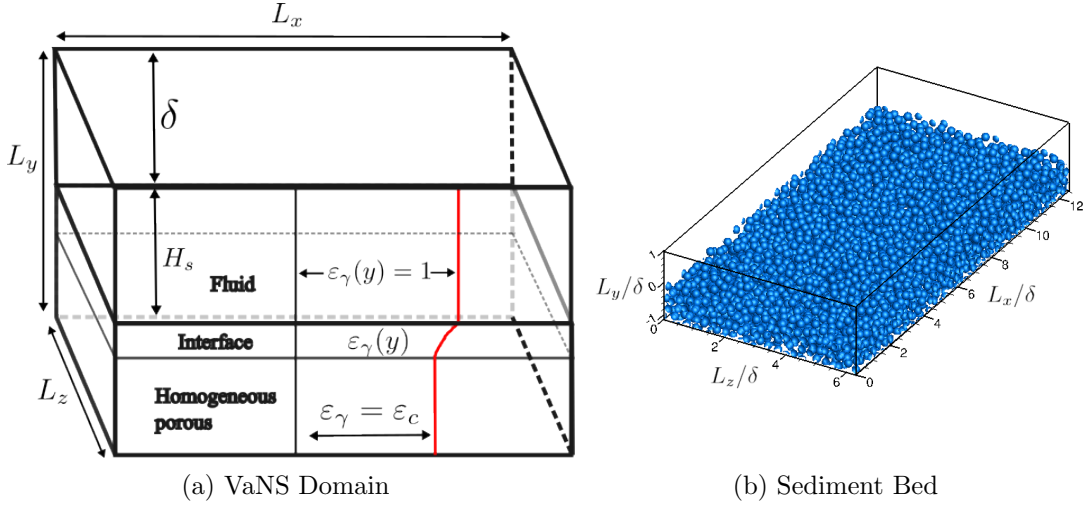 L_x
δ
L_y
H_s
ε_γ(y) = 1
Fluid
Interface
ε_γ(y)
L_z
Homogeneous
porous
ε_γ = ε_c
(a) VaNS Domain
1
0
-1
L_y/δ
0
2
4
6
L_z/δ
0
2
4
6
8
10
12
L_x/δ
(b) Sediment Bed